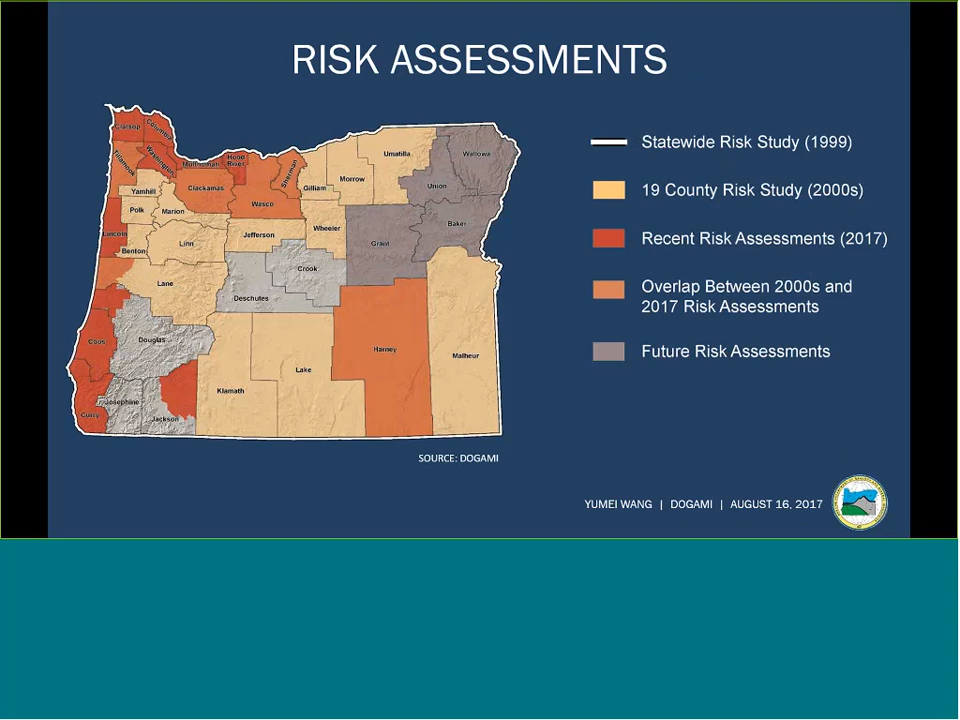 RISK ASSESSMENTS
Clatsop
Columbia
Tillamook
Washington
Multnomah
Hood
River
Sherman
Gilliam
Morrow
Umatilla
Wallowa
Union
Clackamas
Yamhill
Wasco
Polk
Marion
Wheeler
Baker
Lincoln
Jefferson
Grant
Benton
Linn
Crook
Lane
Deschutes
Coos
Douglas
Harney
Malheur
Lake
Klamath
Josephine
Curry
Jackson
Statewide Risk Study (1999)
19 County Risk Study (2000s)
Recent Risk Assessments (2017)
Overlap Between 2000s and
2017 Risk Assessments
Future Risk Assessments
SOURCE: DOGAMI
YUMEI WANG | DOGAMI | AUGUST 16, 2017